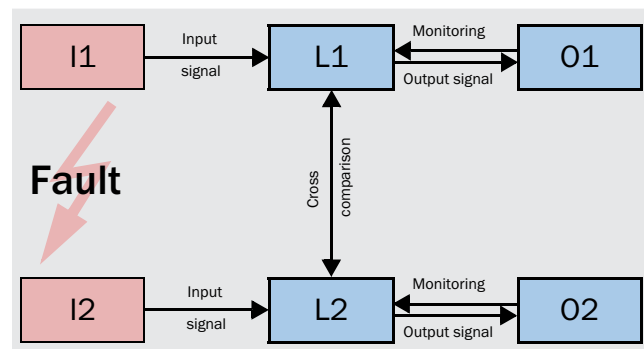 I1
Input
signal
L1
Monitoring
Output signal
O1
Fault
Cross
comparison
I2
Input
signal
L2
Monitoring
Output signal
O2